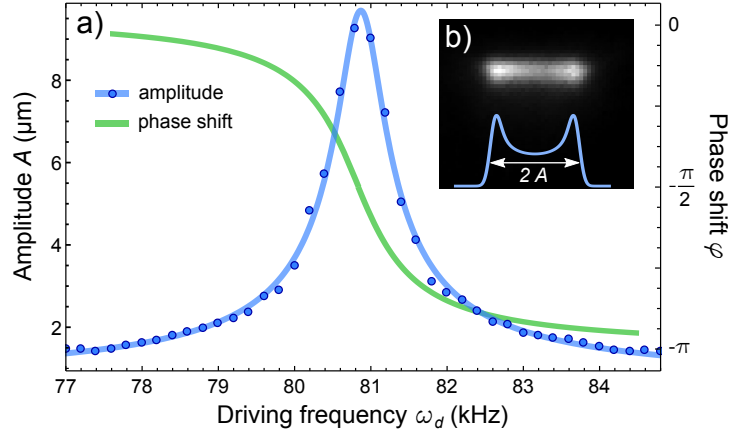 a)
b)
amplitude
phase shift
2 A
Amplitude A (μm)
8
6
4
2
0
-π/2
-π
Phase shift φ
77
78
79
80
81
82
83
84
Driving frequency ω_d (kHz)